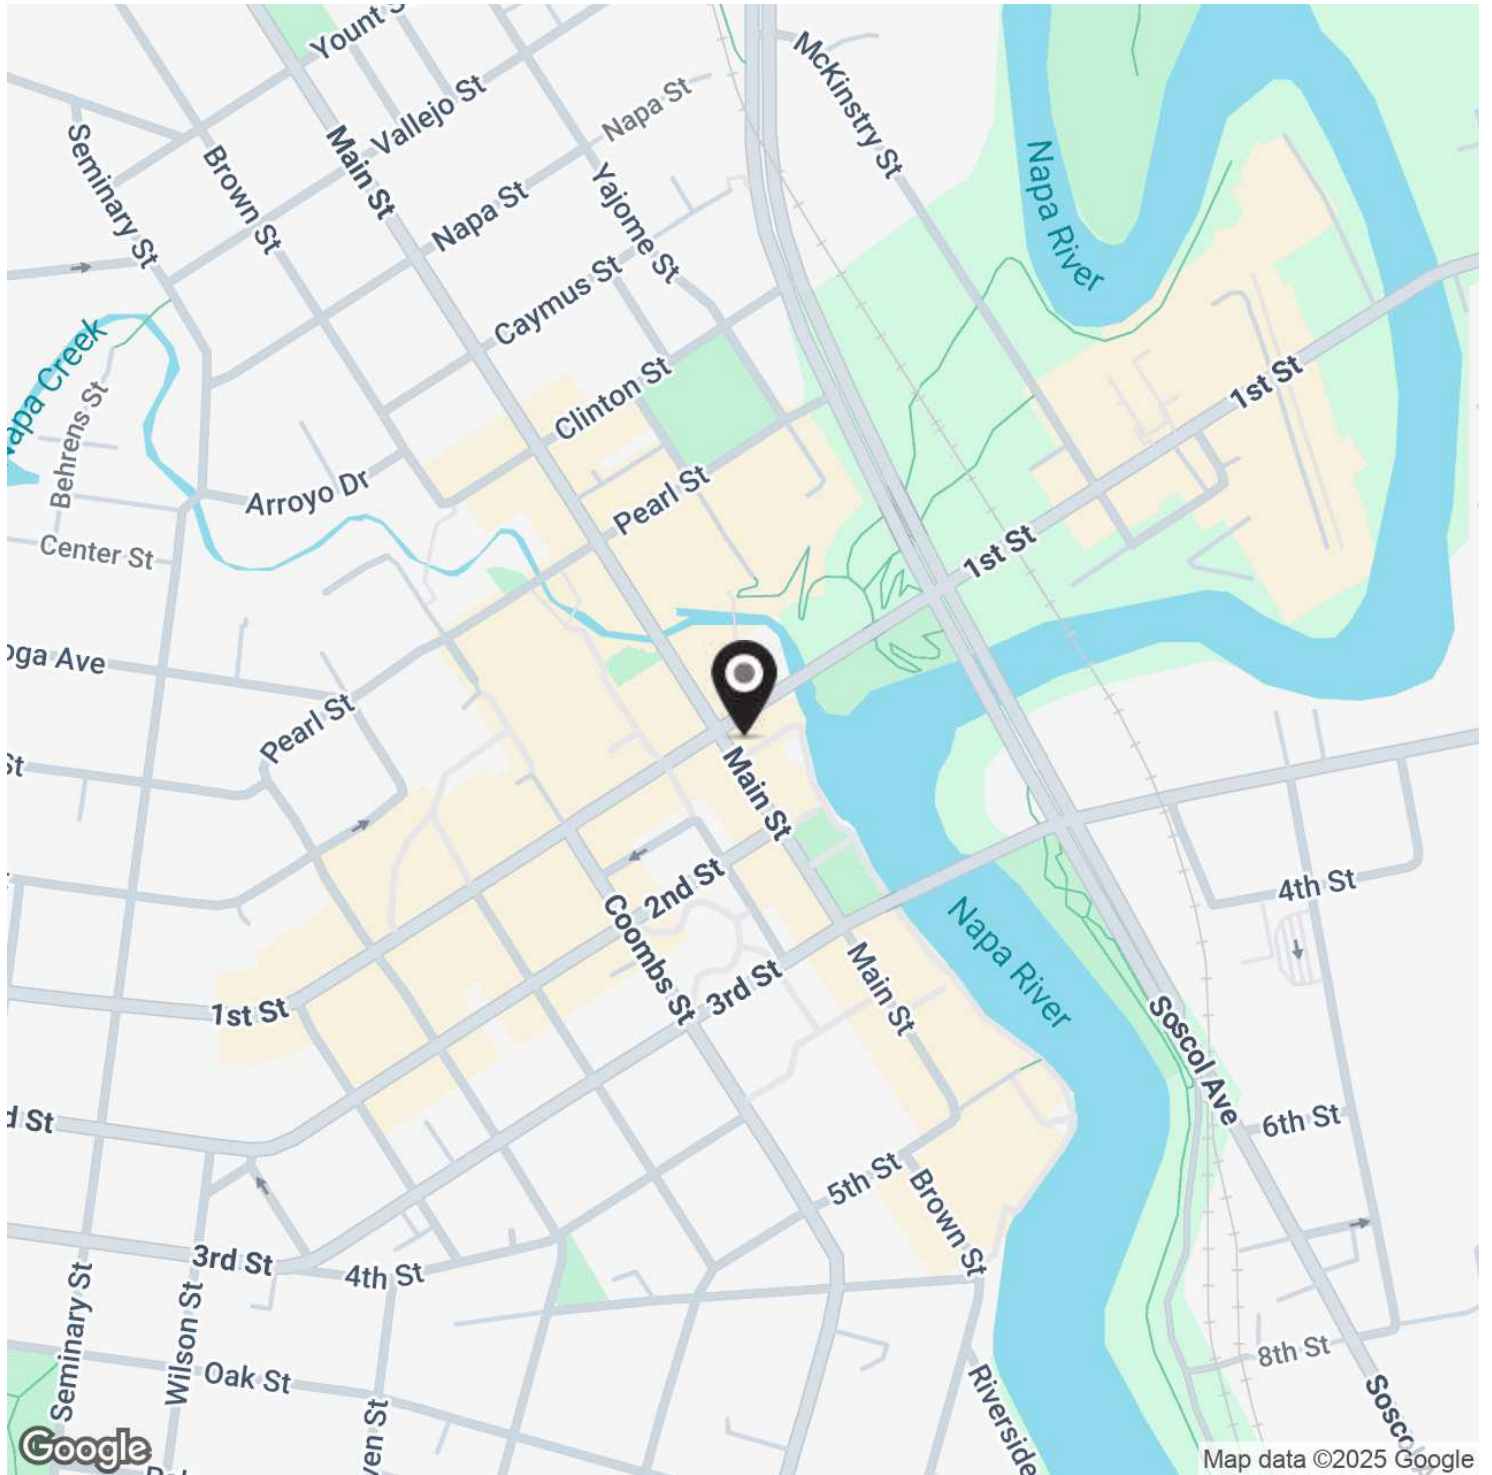 Yount S
McKinstry St
Vallejo St
Napa St
Main St
Seminary St
Brown St
Napa St
Yajome St
Napa River
Caymus St
Napa Creek
Clinton St
1st St
Behrens St
Arroyo Dr
Pearl St
Center St
1st St
oga Ave
Pearl St
St
Main St
2nd St
4th St
Coombs St
Napa River
3rd St
Main St
1st St
Soscol Ave
d St
6th St
5th St
Brown St
3rd St
4th St
Seminary St
Wilson St
Oak St
8th St
Riverside
Sosco
ven St
Google
Map data ©2025 Google